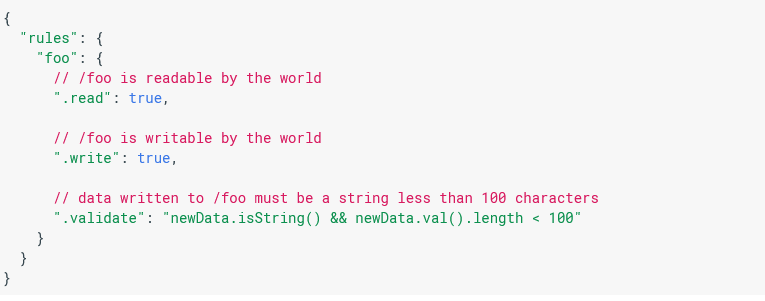 {
  "rules": {
    "foo": {
      // /foo is readable by the world
      ".read": true,

      // /foo is writable by the world
      ".write": true,

      // data written to /foo must be a string less than 100 characters
      ".validate": "newData.isString() && newData.val().length < 100"
    }
  }
}